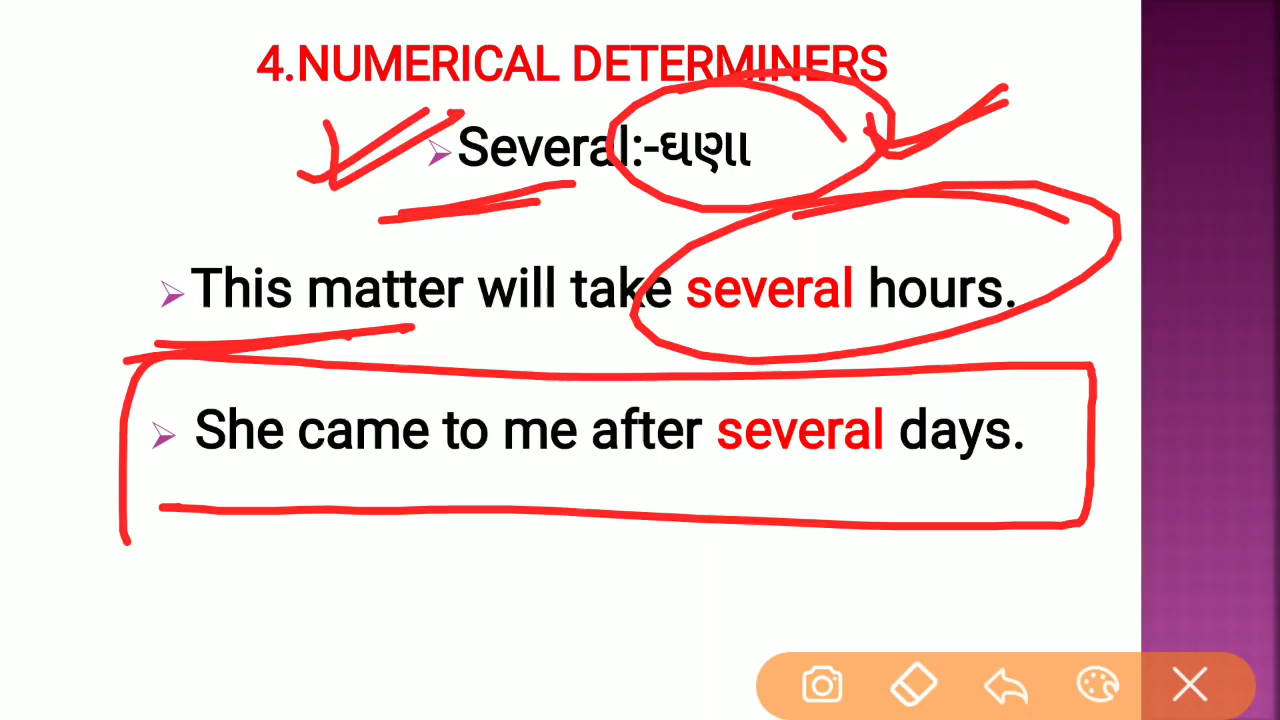 4.NUMERICAL DETERMINERS
Several:-ઘણા
This matter will take several hours.
She came to me after several days.